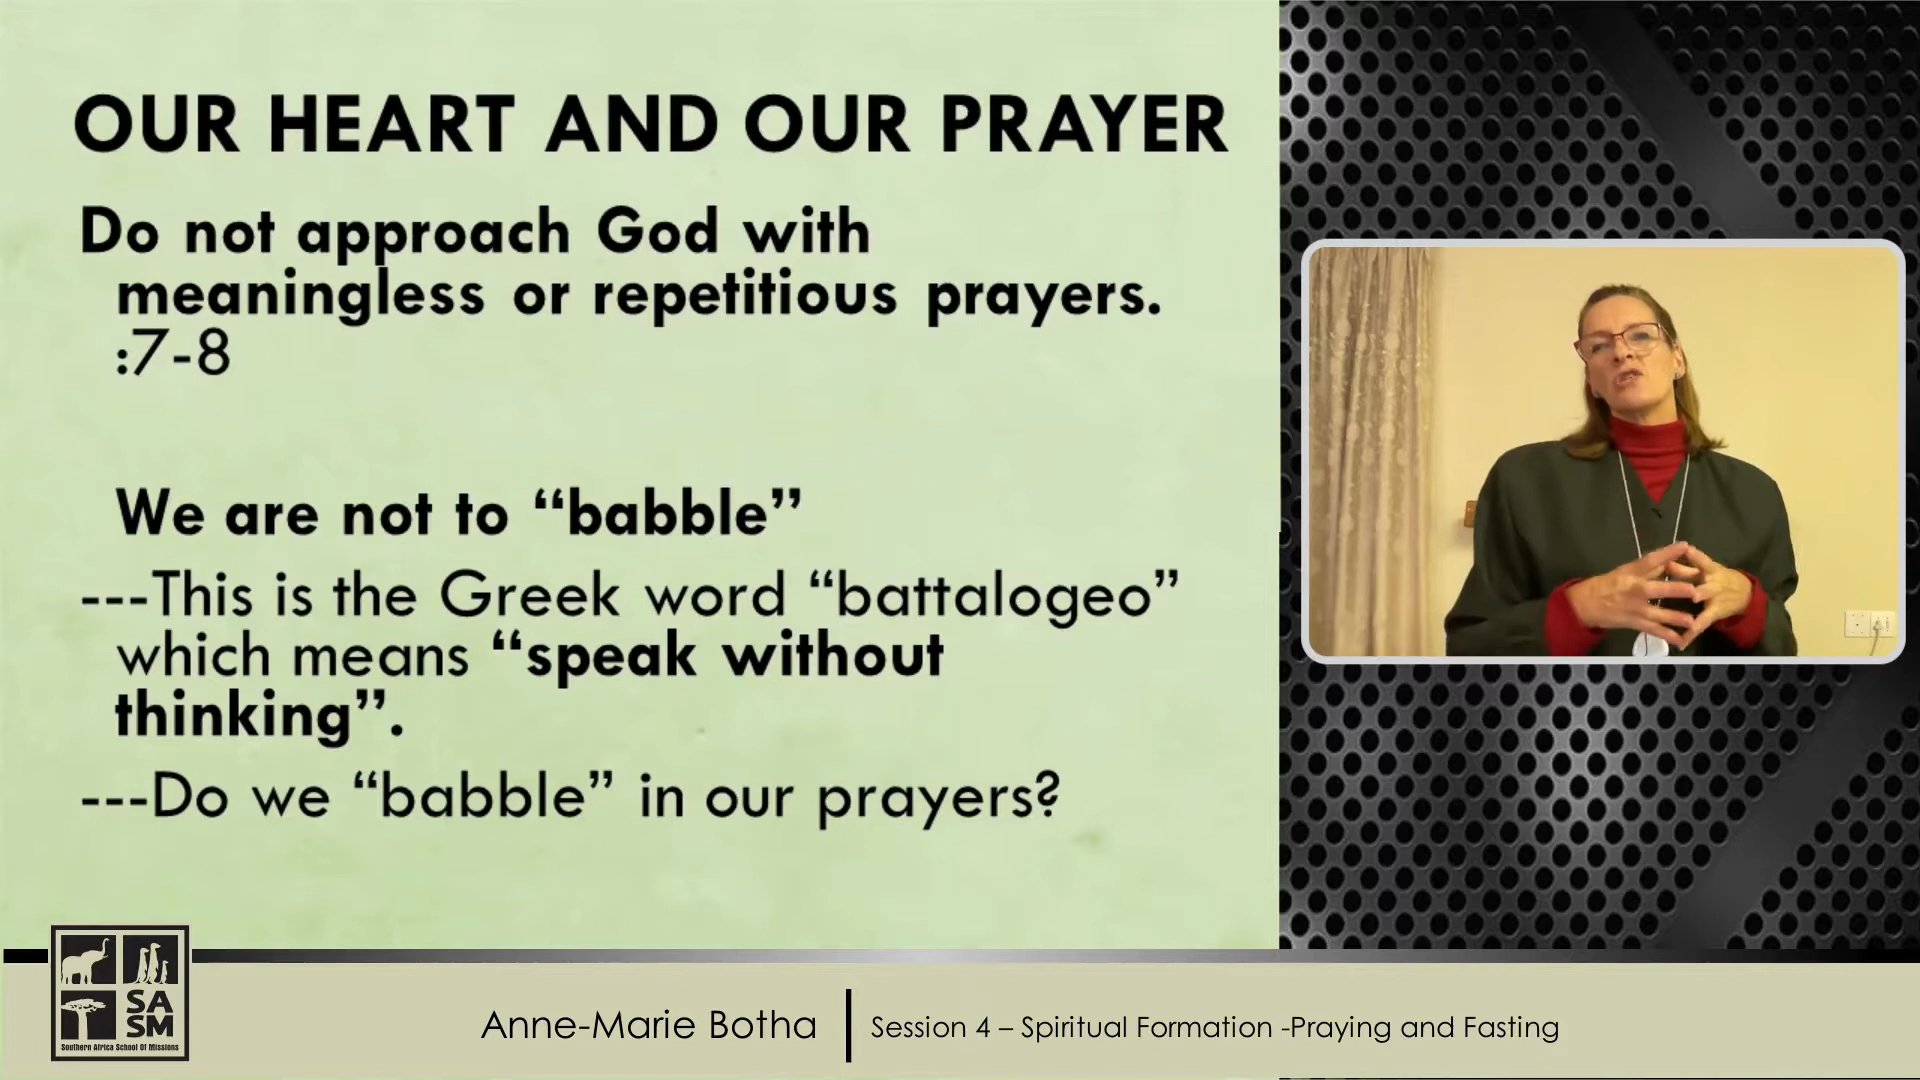 OUR HEART AND OUR PRAYER
Do not approach God with
meaningless or repetitious prayers.
:7-8
We are not to “babble”
---This is the Greek word “battalogeo”
which means “speak without
thinking”.
---Do we “babble” in our prayers?
SA
SM
Southern Africa School Of Missions
Anne-Marie Botha
Session 4 – Spiritual Formation -Praying and Fasting